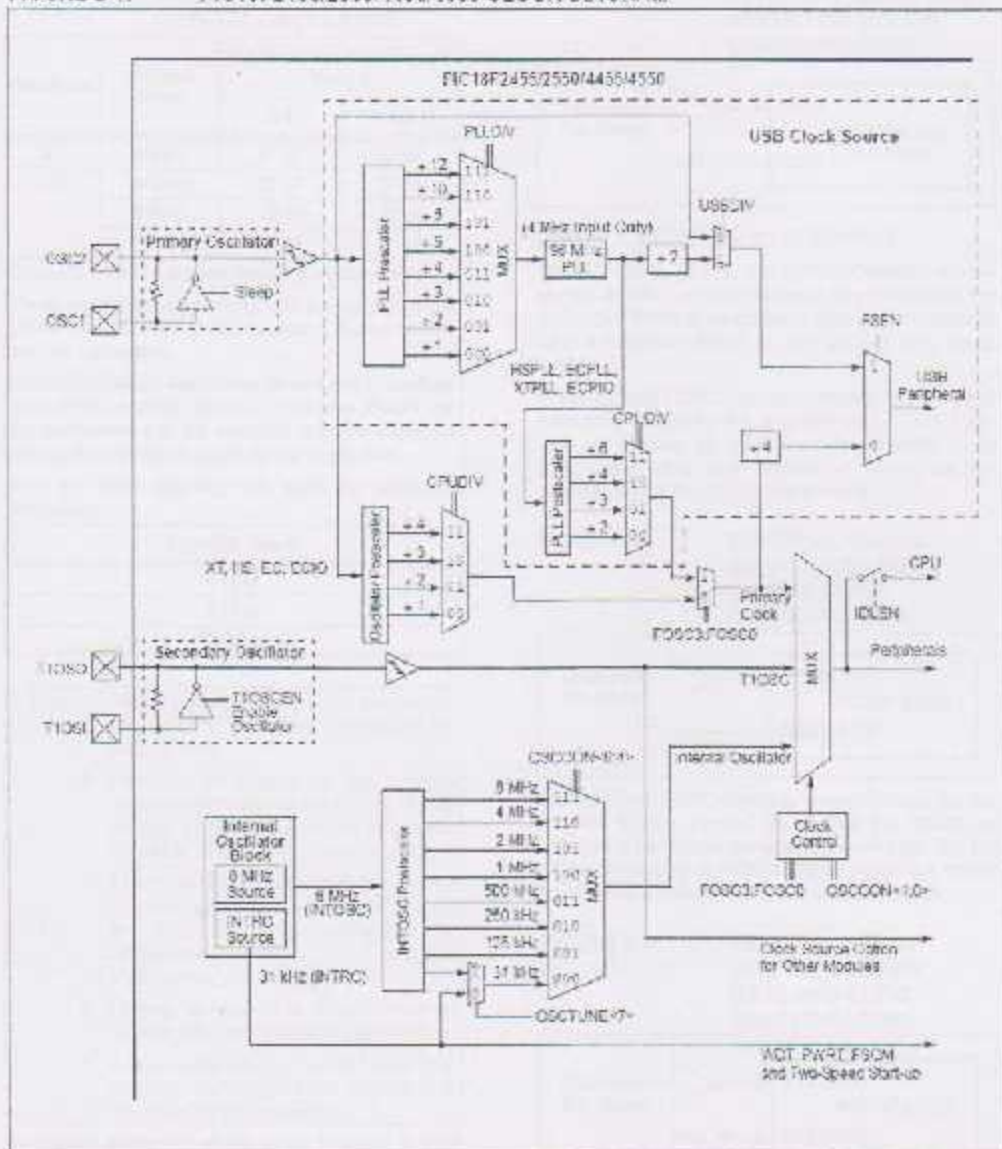 PIC18F2455/2550/4455/4550
USB Clock Source
PLLDIV
÷ 12
111
÷ 10
110
101
÷ 5
100
÷ 4
011
÷ 3
010
÷ 2
001
÷ 1
000
PLL Prescaler
MUX
(4 MHz Input Only)
96 MHz
PLL
÷ 2
USBDIV
OSC2
Primary Oscillator
Sleep
OSC1
FSEN
1
USB
Peripheral
0
÷ 4
HSPLL, ECPLL,
XTPLL, ECPIO
CPUDIV
PLL Postscaler
÷ 6
11
÷ 4
10
÷ 3
01
÷ 2
00
CPUDIV
Oscillator Postscaler
÷ 4
11
÷ 3
10
÷ 2
01
÷ 1
00
XT, HS, EC, ECIO
Primary
Clock
FOSC3:FOSC0
CPU
IDLEN
Peripherals
MUX
T1OSO
Secondary Oscillator
T1OSCEN
Enable
Oscillator
T1OSI
T1OSC
Internal Oscillator
OSCCON<6:4>
8 MHz
111
4 MHz
110
2 MHz
101
1 MHz
100
500 kHz
011
250 kHz
010
125 kHz
001
31 kHz
000
MUX
INTOSC Postscaler
Internal
Oscillator
Block
8 MHz
Source
INTRC
Source
8 MHz
(INTOSC)
31 kHz (INTRC)
OSCTUNE<7>
Clock
Control
FOSC3:FOSC0
OSCCON<1:0>
Clock Source Option
for Other Modules
WDT, PWRT, FSCM
and Two-Speed Start-up